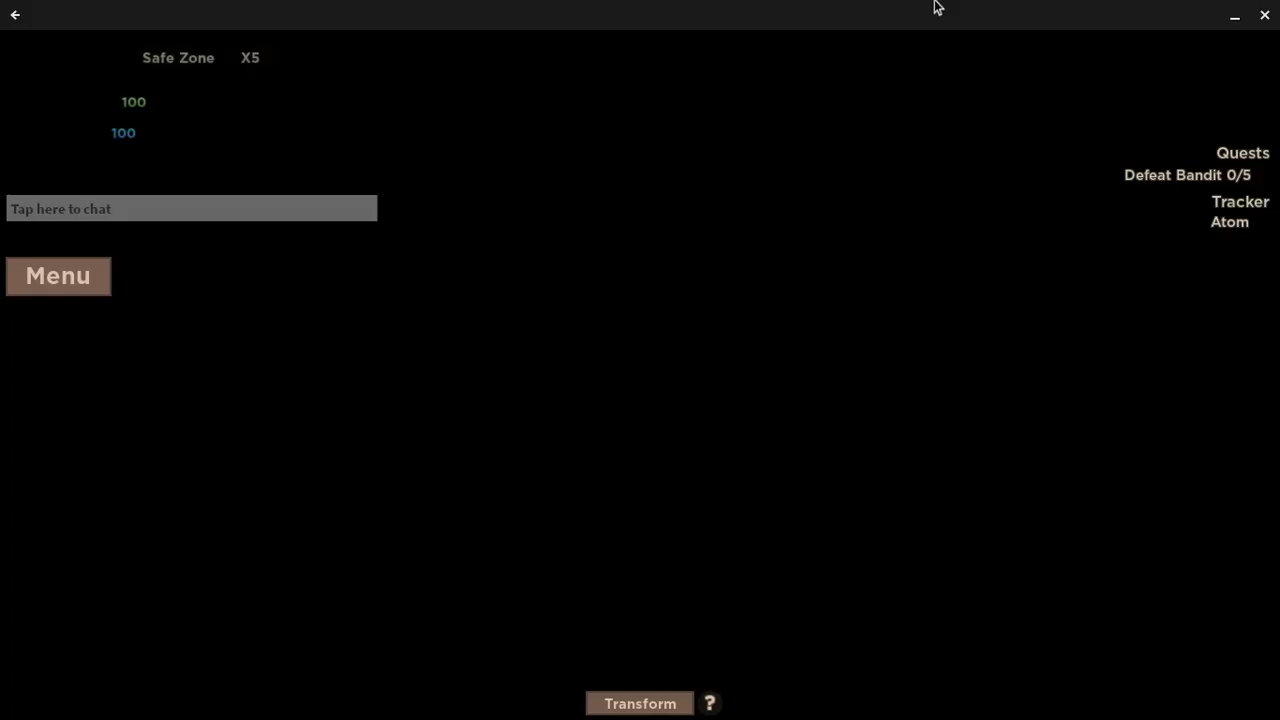 Safe Zone X5
100
100
Quests
Defeat Bandit 0/5
Tracker
Atom
Tap here to chat
Menu
Transform ?